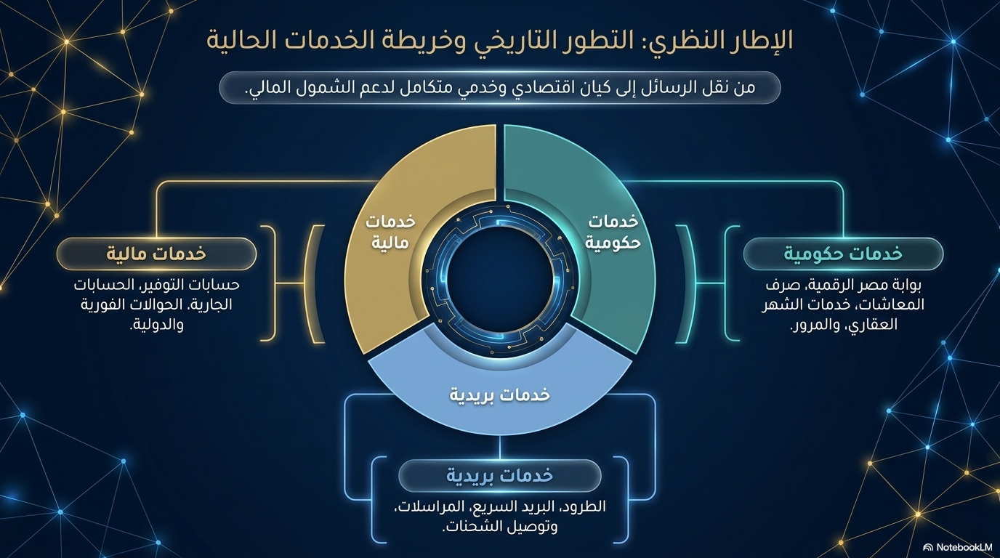 الإطار النظري: التطور التاريخي وخريطة الخدمات الحالية
من نقل الرسائل إلى كيان اقتصادي وخدمي متكامل لدعم الشمول المالي.
خدمات
حكومية
خدمات
مالية
خدمات بريدية
خدمات حكومية
بوابة مصر الرقمية، صرف
المعاشات، خدمات الشهر
العقاري، والمرور.
خدمات مالية
حسابات التوفير، الحسابات
الجارية، الحوالات الفورية
والدولية.
خدمات بريدية
الطرود، البريد السريع، المراسلات،
وتوصيل الشحنات.
NotebookLM